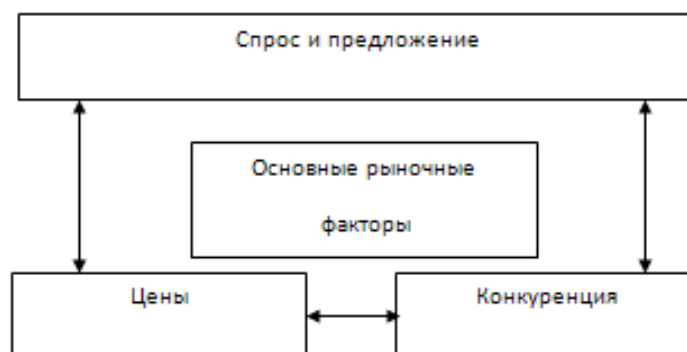 Спрос и предложение
Основные рыночные
факторы
Цены
Конкуренция